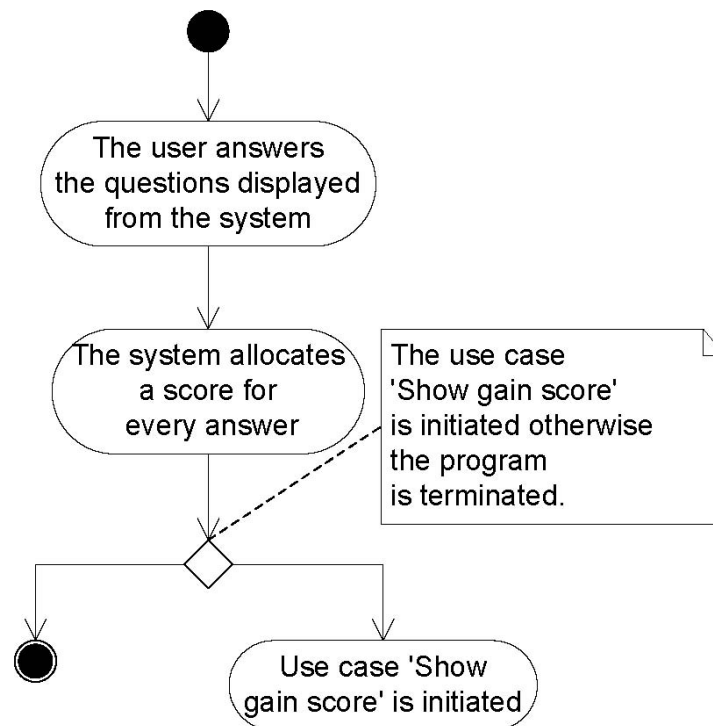 The user answers
the questions displayed
from the system
The system allocates
a score for
every answer
The use case
'Show gain score'
is initiated otherwise
the program
is terminated.
Use case 'Show
gain score' is initiated